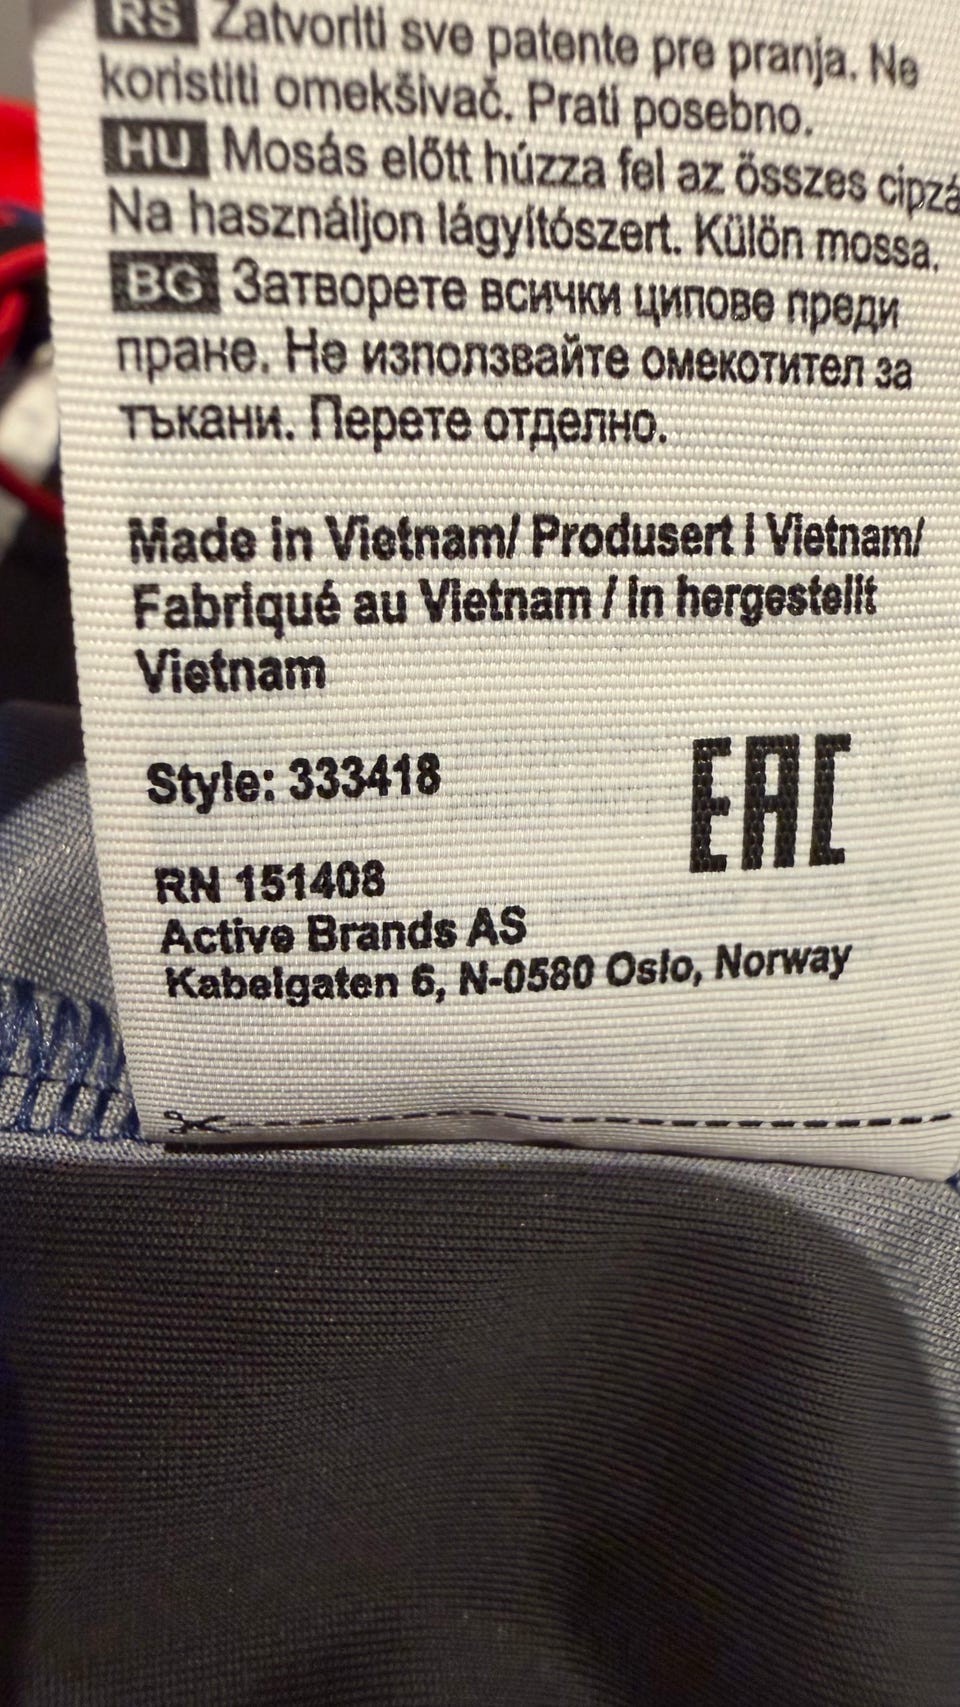 RS Zatvoriti sve patente pre pranja. Ne
koristiti omekšivač. Prati posebno.
HU Mosás előtt húzza fel az összes
Na használjon lágyítószert. Külön mossa.
BG Затворете всички ципове преди
пране. Не използвайте омекотител за
тъкани. Перете отделно.
Made in Vietnam/ Produsert i Vietnam/
Fabriqué au Vietnam / In hergestellt
Vietnam
Style: 333418
EAC
RN 151408
Active Brands AS
Kabelgaten 6, N-0580 Oslo, Norway